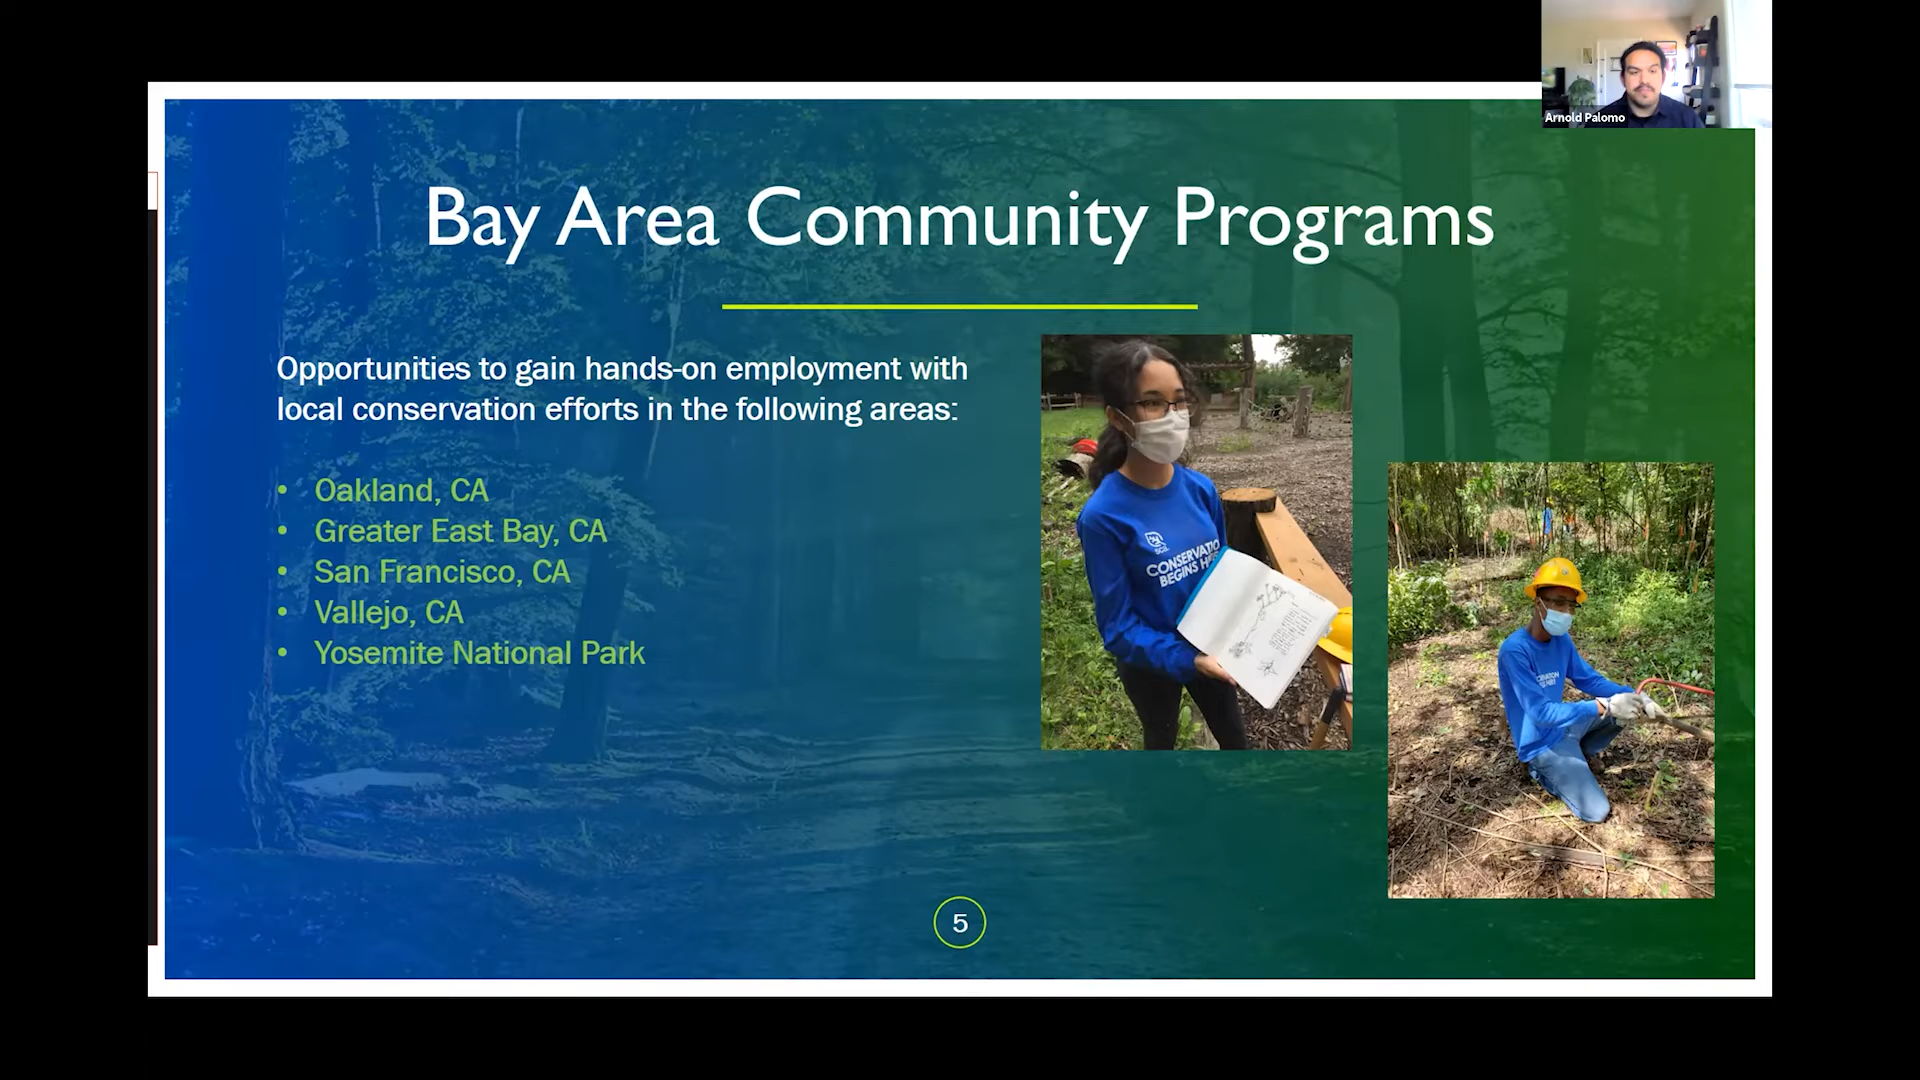 Arnold Palomo
Bay Area Community Programs
Opportunities to gain hands-on employment with
local conservation efforts in the following areas:
• Oakland, CA
• Greater East Bay, CA
• San Francisco, CA
• Vallejo, CA
• Yosemite National Park
CONSERVATIO
BEGINS H
5